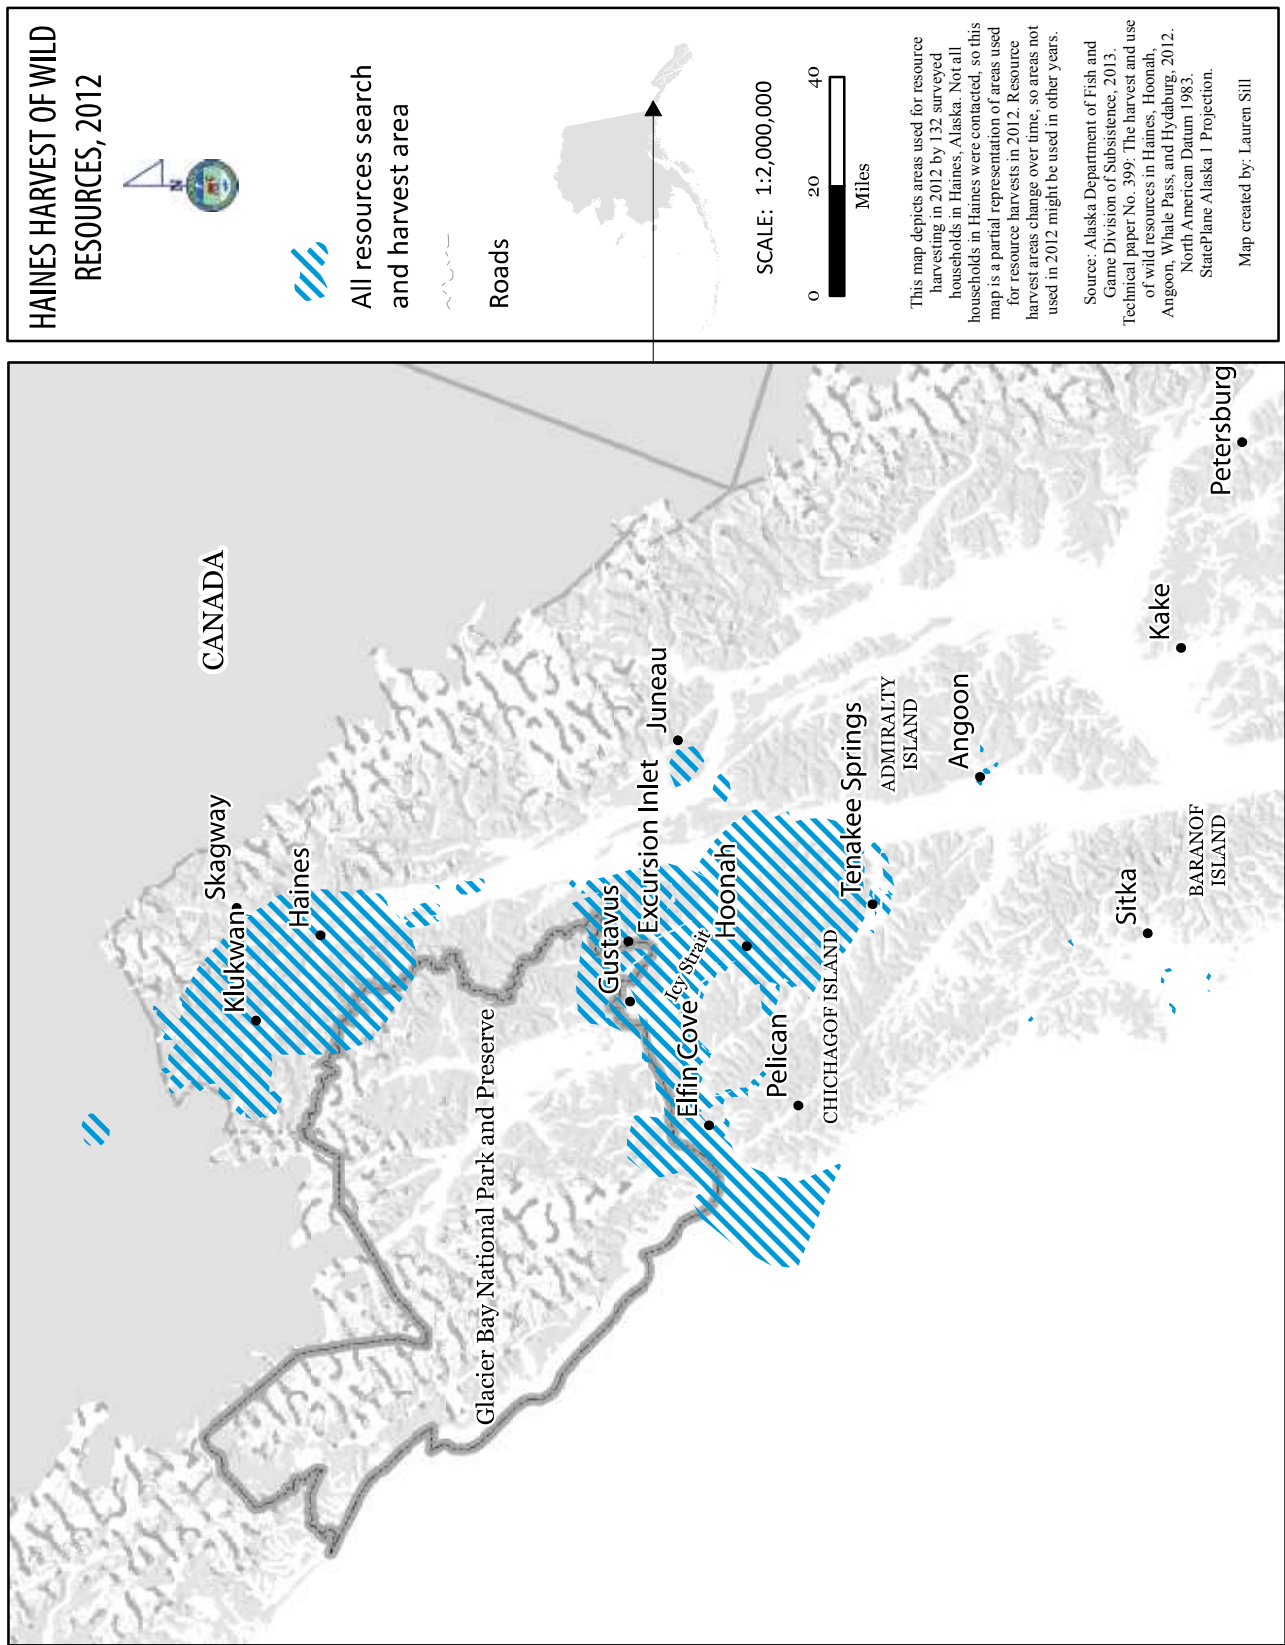 HAINES HARVEST OF WILD
RESOURCES, 2012
N
All resources search
and harvest area
Roads
SCALE: 1:2,000,000
0 20 40
Miles
This map depicts areas used for resource
harvesting in 2012 by 132 surveyed
households in Haines, Alaska. Not all
households in Haines were contacted, so this
map is a partial representation of areas used
for resource harvests in 2012. Resource
harvest areas change over time, so areas not
used in 2012 might be used in other years.
Source: Alaska Department of Fish and
Game Division of Subsistence, 2013.
Technical paper No. 399: The harvest and use
of wild resources in Haines, Hoonah,
Angoon, Whale Pass, and Hydaburg, 2012.
North American Datum 1983.
StatePlane Alaska 1 Projection.
Map created by: Lauren Sill
CANADA
Skagway
Klukwan
Haines
Glacier Bay National Park and Preserve
Juneau
Excursion Inlet
Gustavus
Icy Strait
Elfin Cove
Hoonah
Pelican
CHICHAGOF ISLAND
Tenakee Springs
ADMIRALTY
ISLAND
Angoon
Kake
Petersburg
Sitka
BARANOF
ISLAND